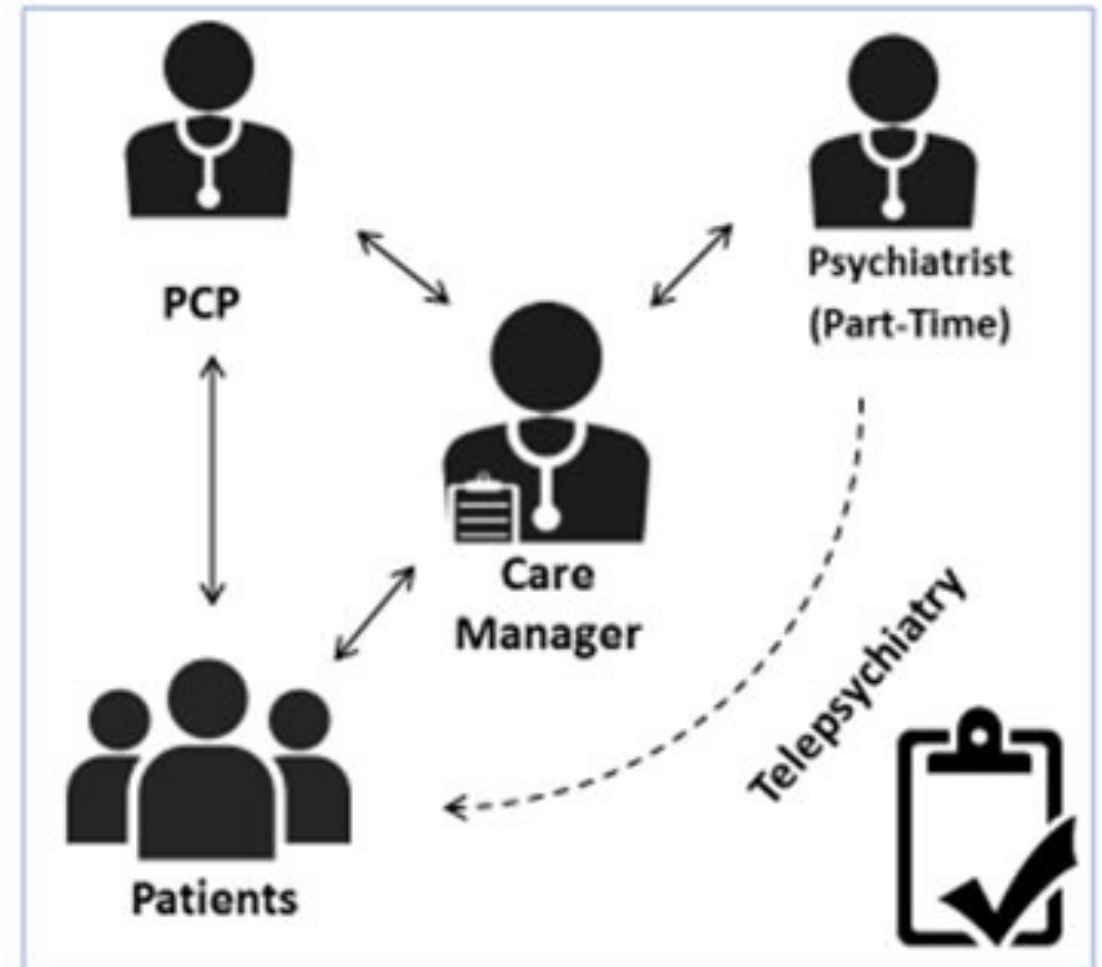 PCP
Psychiatrist
(Part-Time)
Care
Manager
Telepsychiatry
Patients